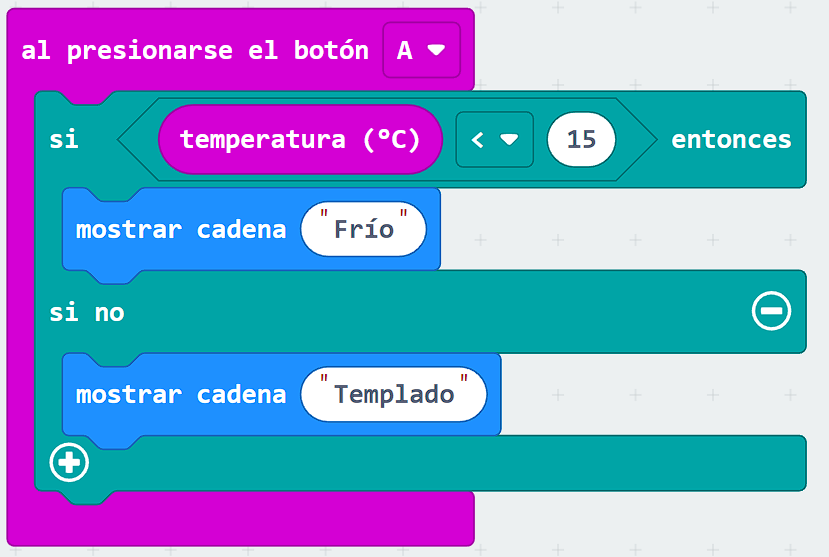 al presionarse el botón A
si temperatura (°C) < 15 entonces
mostrar cadena "Frío"
si no
mostrar cadena "Templado"